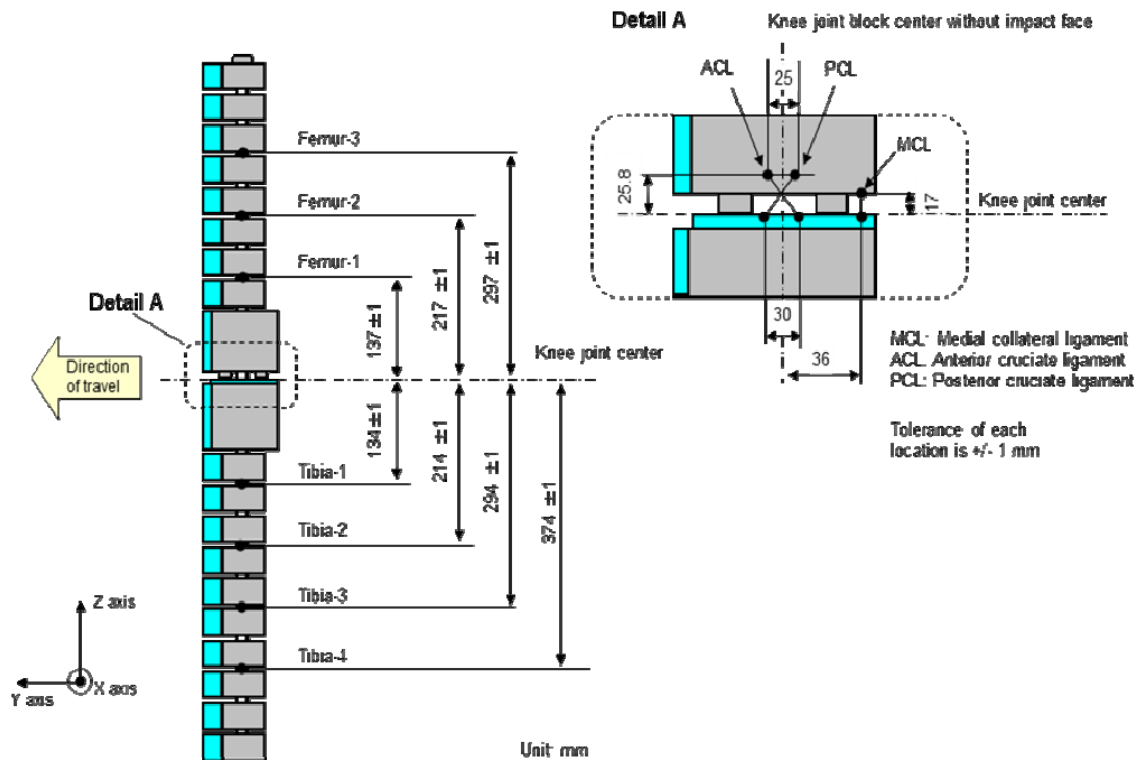 Detail A
Knee joint block center without impact face
ACL
25
PCL
MCL
25.8
17
Knee joint center
30
36
MCL: Medial collateral ligament
ACL: Anterior cruciate ligament
PCL: Posterior cruciate ligament
Tolerance of each
location is +/- 1 mm
Femur-3
Femur-2
Femur-1
Detail A
137 ±1
217 ±1
297 ±1
Knee joint center
Direction
of travel
134 ±1
214 ±1
294 ±1
374 ±1
Tibia-1
Tibia-2
Tibia-3
Tibia-4
Z axis
Y axis
X axis
Unit: mm